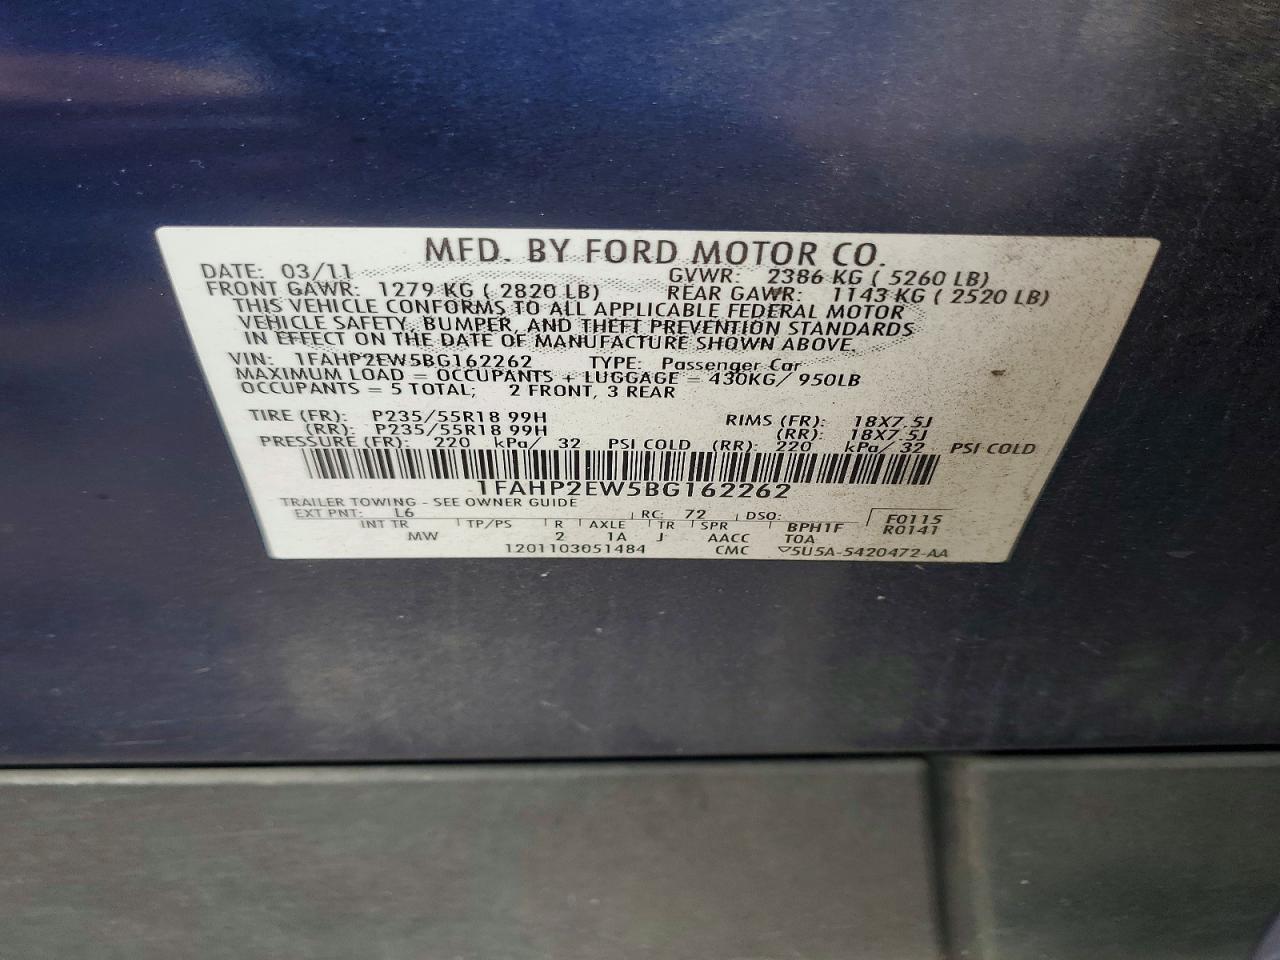 MFD. BY FORD MOTOR CO.
DATE: 03/11 GVWR: 2386 KG ( 5260 LB)
FRONT GAWR: 1279 KG ( 2820 LB) REAR GAWR: 1143 KG ( 2520 LB)
THIS VEHICLE CONFORMS TO ALL APPLICABLE FEDERAL MOTOR
VEHICLE SAFETY, BUMPER, AND THEFT PREVENTION STANDARDS
IN EFFECT ON THE DATE OF MANUFACTURE SHOWN ABOVE.
VIN: 1FAHP2EW5BG162262 TYPE: Passenger Car
MAXIMUM LOAD = OCCUPANTS + LUGGAGE = 430KG/ 950LB
OCCUPANTS = 5 TOTAL; 2 FRONT, 3 REAR
TIRE (FR): P235/55R18 99H RIMS (FR): 18X7.5J
(RR): P235/55R18 99H (RR): 18X7.5J
PRESSURE (FR): 220 kPa/ 32 PSI COLD (RR): 220 kPa/ 32 PSI COLD
1FAHP2EW5BG162262
TRAILER TOWING - SEE OWNER GUIDE
EXT PNT: L6 RC: 72 DSO: F0115
INT TR TP/PS R AXLE TR SPR BPH1F R0141
MW 2 1A J AACC TOA
1201103051484 CMC ▽5U5A-5420472-AA